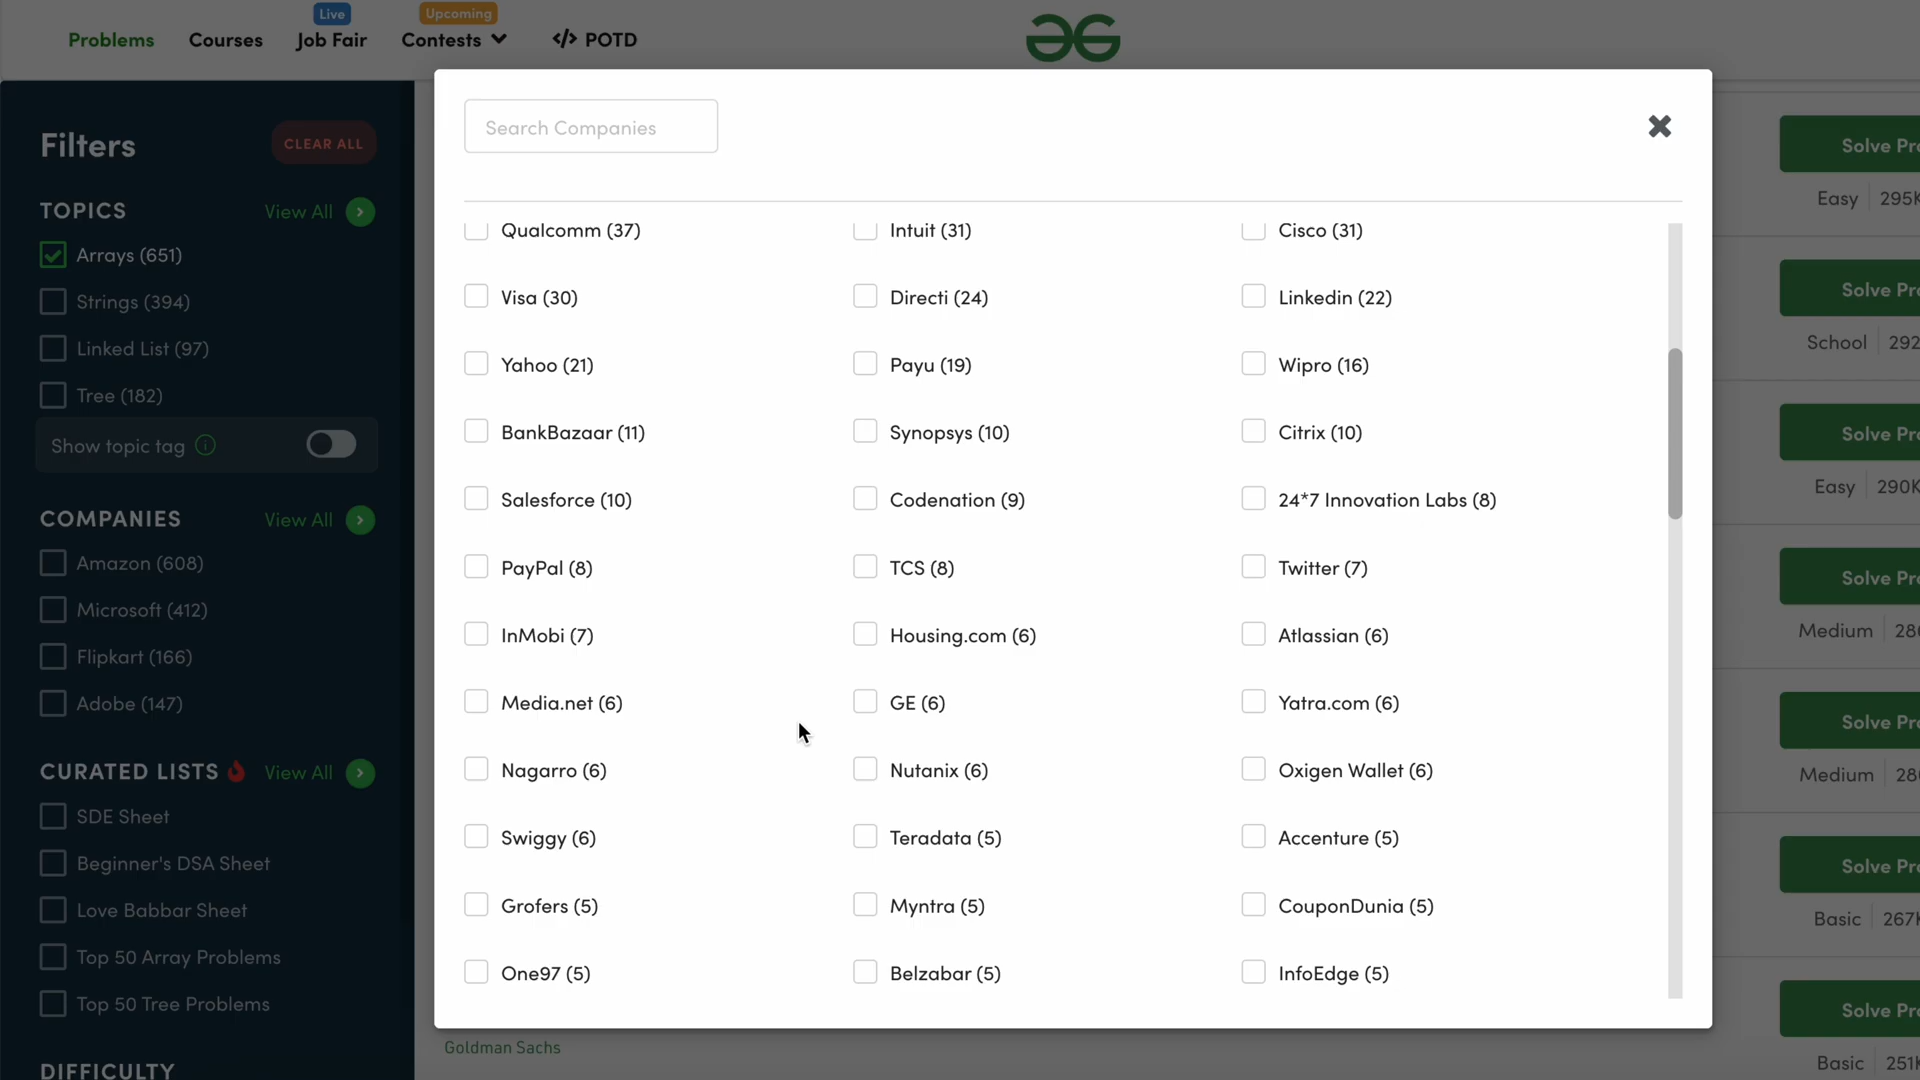 Live
Upcoming
Problems Courses Job Fair Contests </> POTD
Filters
CLEAR ALL
TOPICS View All
Arrays (651)
Strings (394)
Linked List (97)
Tree (182)
Show topic tag
COMPANIES View All
Amazon (608)
Microsoft (412)
Flipkart (166)
Adobe (147)
CURATED LISTS View All
SDE Sheet
Beginner's DSA Sheet
Love Babbar Sheet
Top 50 Array Problems
Top 50 Tree Problems
DIFFICULTY
Search Companies
Qualcomm (37) Intuit (31) Cisco (31)
Visa (30) Directi (24) Linkedin (22)
Yahoo (21) Payu (19) Wipro (16)
BankBazaar (11) Synopsys (10) Citrix (10)
Salesforce (10) Codenation (9) 24*7 Innovation Labs (8)
PayPal (8) TCS (8) Twitter (7)
InMobi (7) Housing.com (6) Atlassian (6)
Media.net (6) GE (6) Yatra.com (6)
Nagarro (6) Nutanix (6) Oxigen Wallet (6)
Swiggy (6) Teradata (5) Accenture (5)
Grofers (5) Myntra (5) CouponDunia (5)
One97 (5) Belzabar (5) InfoEdge (5)
Goldman Sachs
Solve Pr
Easy 295K
Solve Pr
School 292
Solve Pr
Easy 290K
Solve Pr
Medium 28
Solve Pr
Medium 28
Solve Pr
Basic 267K
Solve Pr
Basic 251K